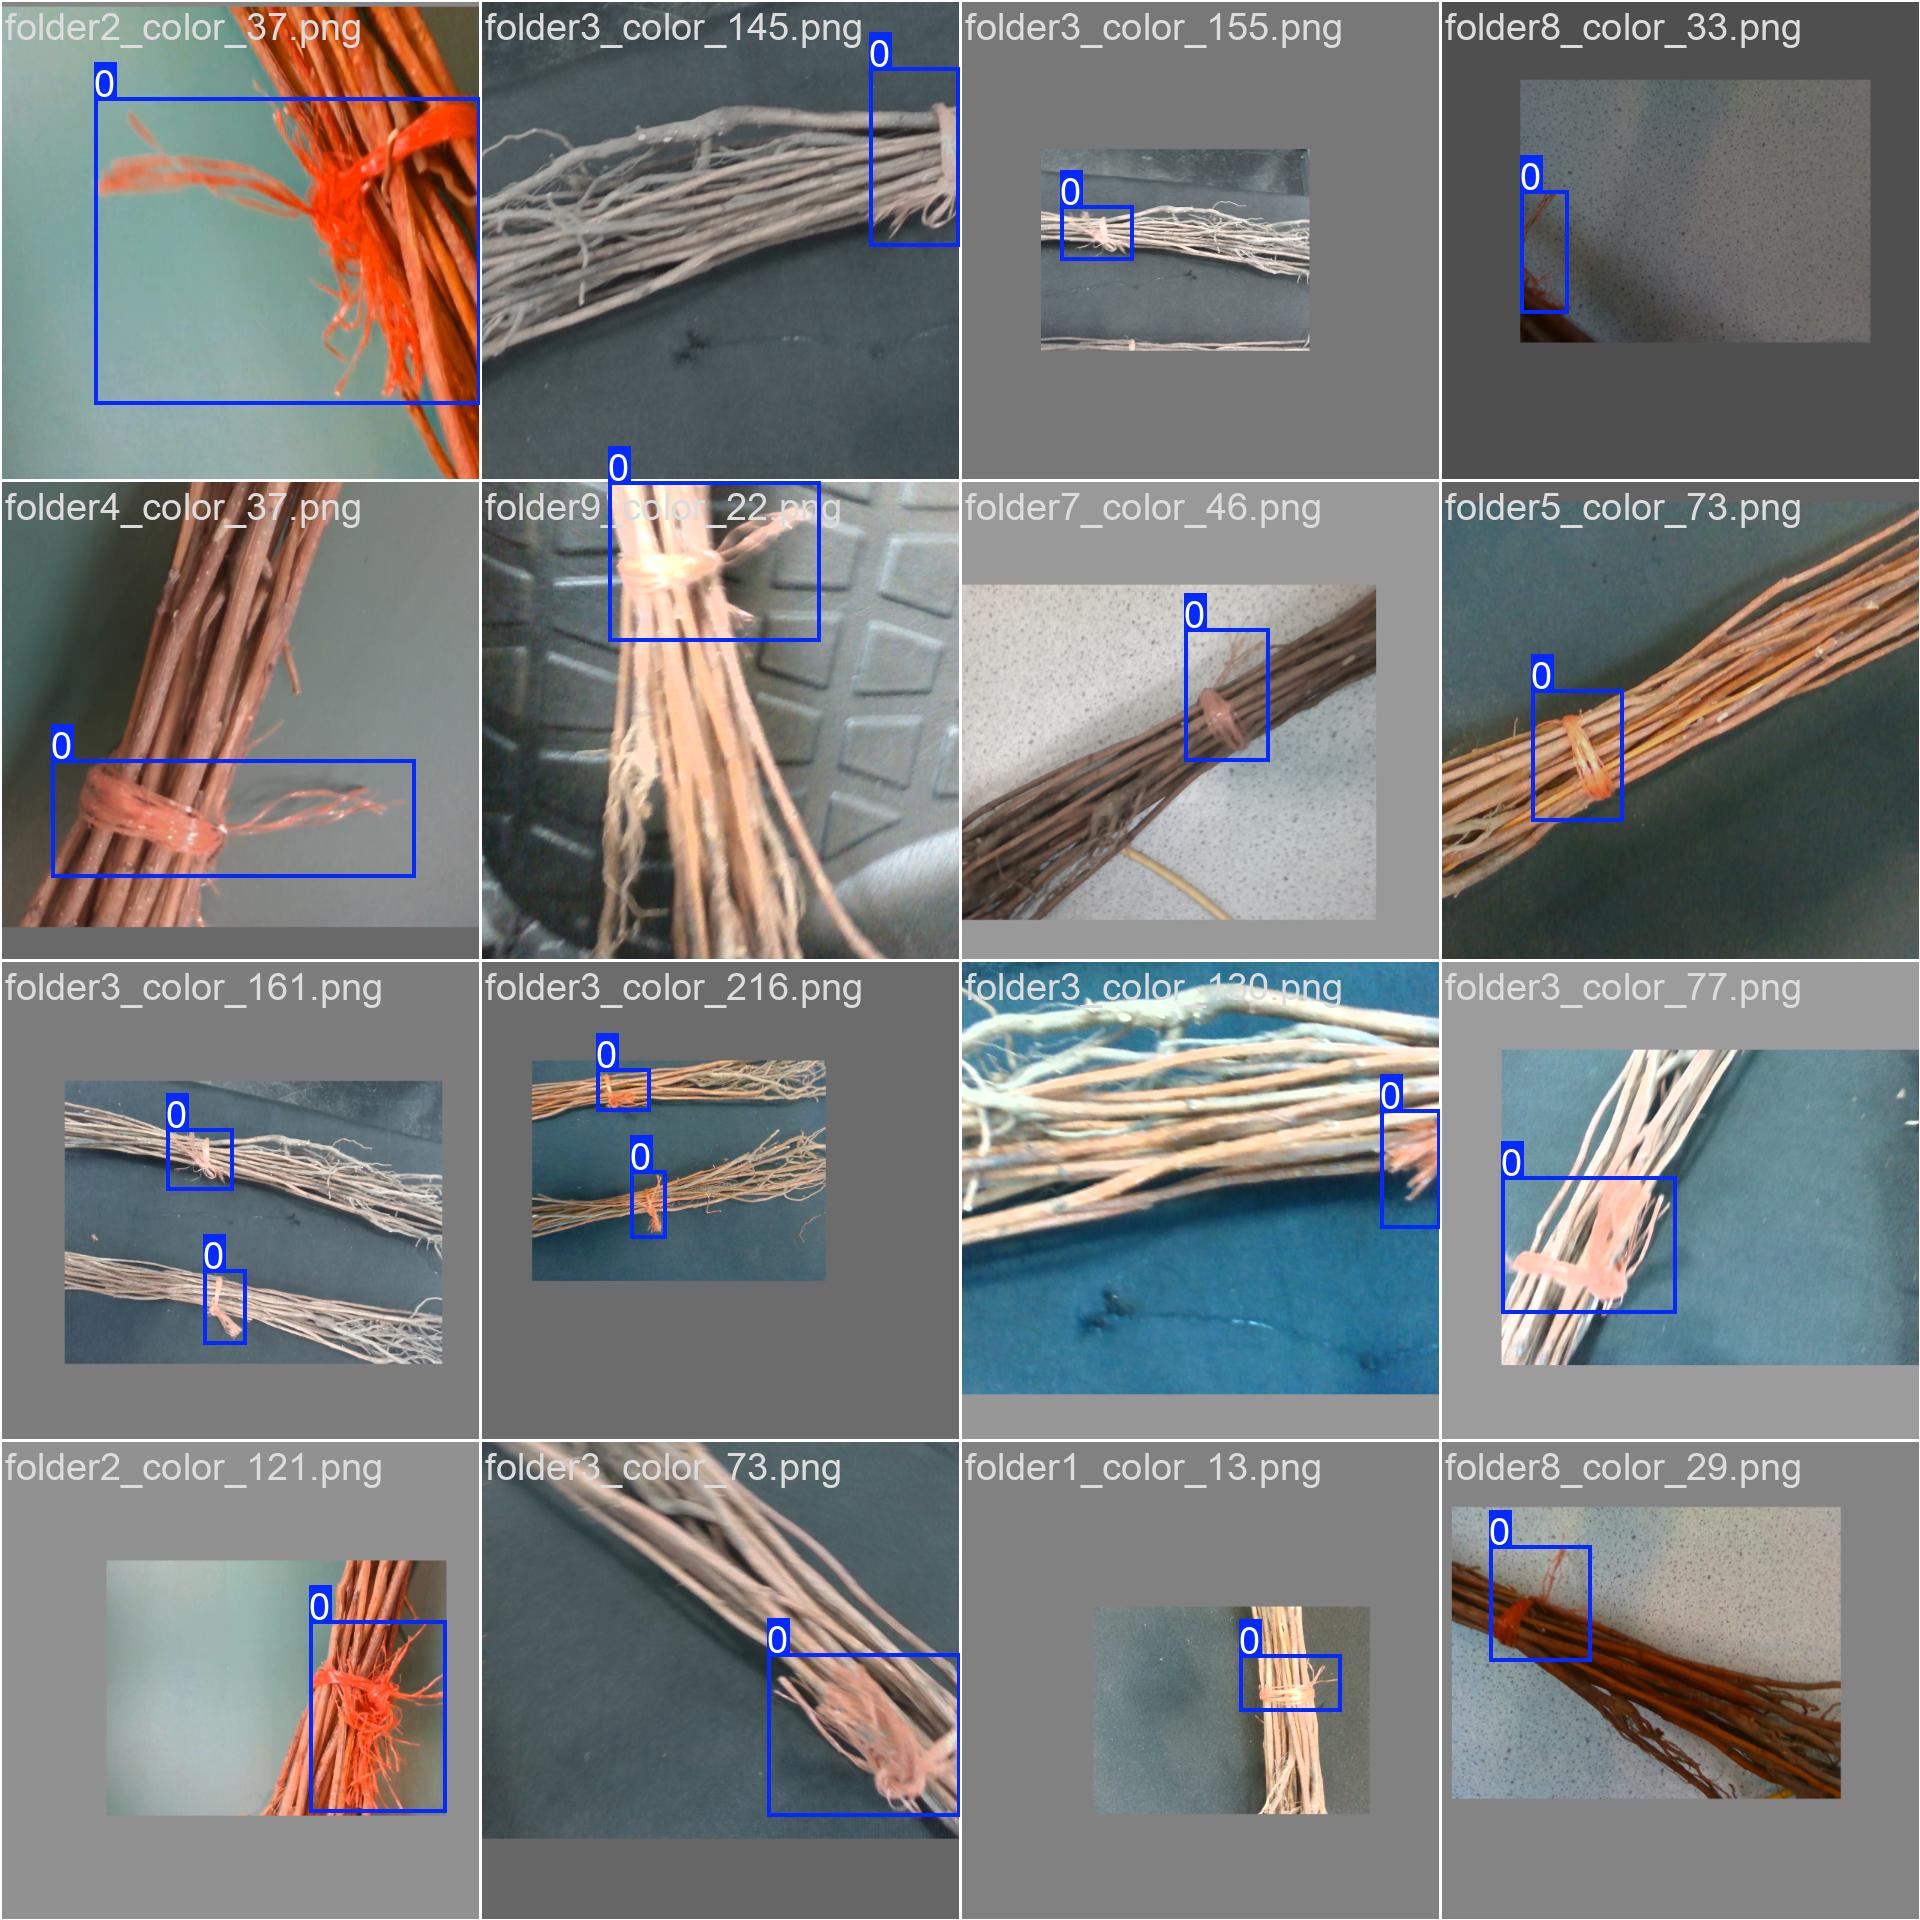 folder2_color_37.png
0
folder3_color_145.png
0
folder3_color_155.png
0
folder8_color_33.png
0
folder4_color_37.png
0
folder9_color_22.png
0
folder7_color_46.png
0
folder5_color_73.png
0
folder3_color_161.png
0
0
folder3_color_216.png
0
0
folder3_color_130.png
0
folder3_color_77.png
0
folder2_color_121.png
0
folder3_color_73.png
0
folder1_color_13.png
0
folder8_color_29.png
0